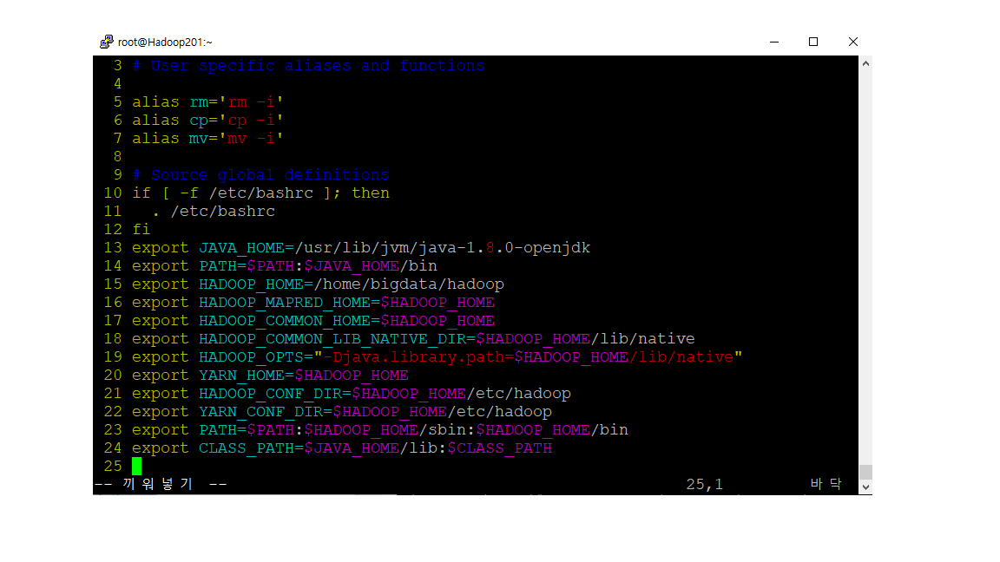 root@Hadoop201:~
3 # User specific aliases and functions
4
5 alias rm='rm -i'
6 alias cp='cp -i'
7 alias mv='mv -i'
8
9 # Source global definitions
10 if [ -f /etc/bashrc ]; then
11   . /etc/bashrc
12 fi
13 export JAVA_HOME=/usr/lib/jvm/java-1.8.0-openjdk
14 export PATH=$PATH:$JAVA_HOME/bin
15 export HADOOP_HOME=/home/bigdata/hadoop
16 export HADOOP_MAPRED_HOME=$HADOOP_HOME
17 export HADOOP_COMMON_HOME=$HADOOP_HOME
18 export HADOOP_COMMON_LIB_NATIVE_DIR=$HADOOP_HOME/lib/native
19 export HADOOP_OPTS="-Djava.library.path=$HADOOP_HOME/lib/native"
20 export YARN_HOME=$HADOOP_HOME
21 export HADOOP_CONF_DIR=$HADOOP_HOME/etc/hadoop
22 export YARN_CONF_DIR=$HADOOP_HOME/etc/hadoop
23 export PATH=$PATH:$HADOOP_HOME/sbin:$HADOOP_HOME/bin
24 export CLASS_PATH=$JAVA_HOME/lib:$CLASS_PATH
25
-- 끼워넣기 -- 25,1 바닥